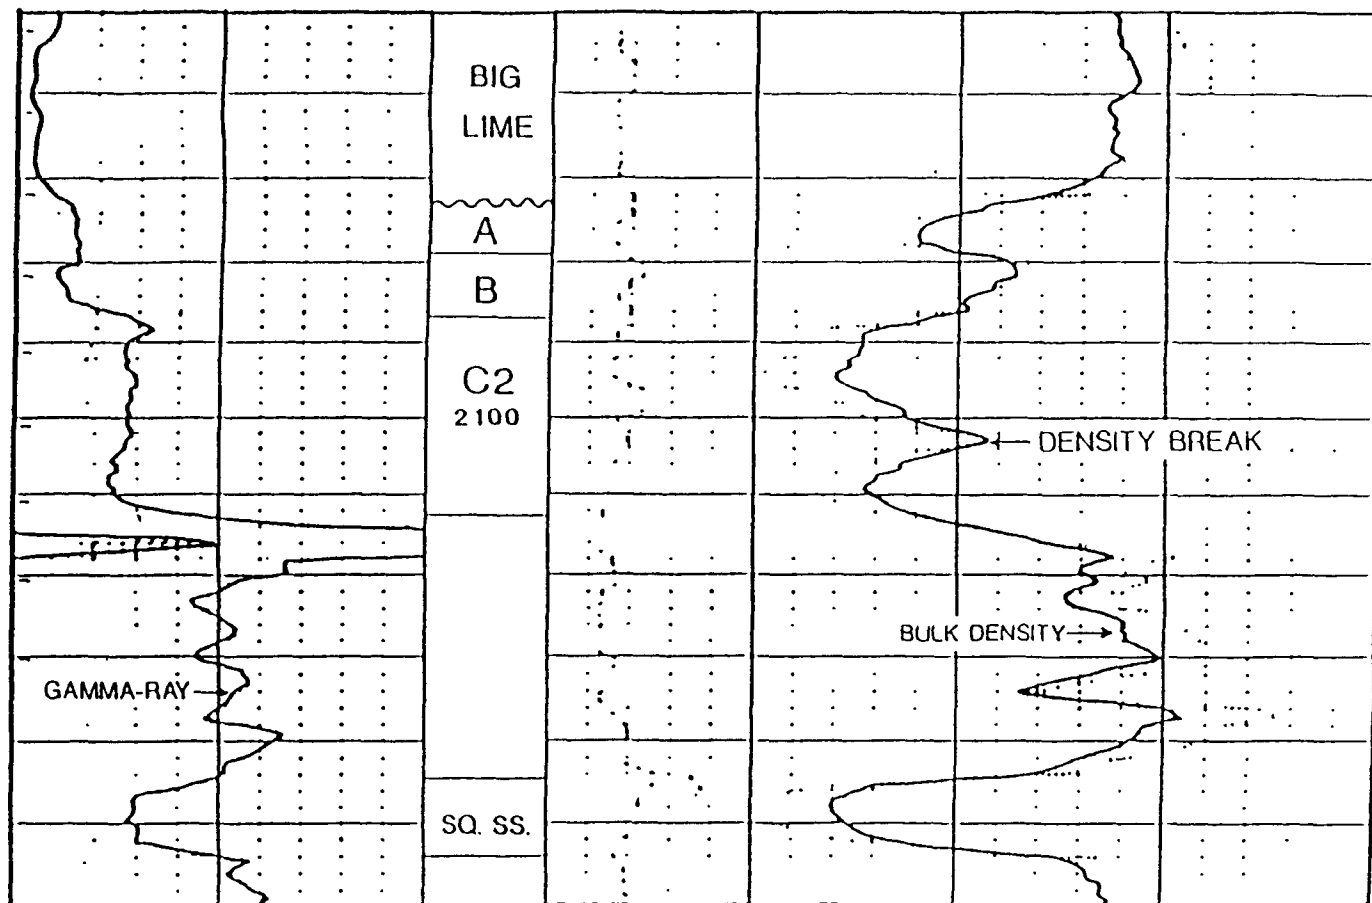 BIG
LIME
A
B
C2
2100
DENSITY BREAK
BULK DENSITY
GAMMA-RAY
SQ. SS.